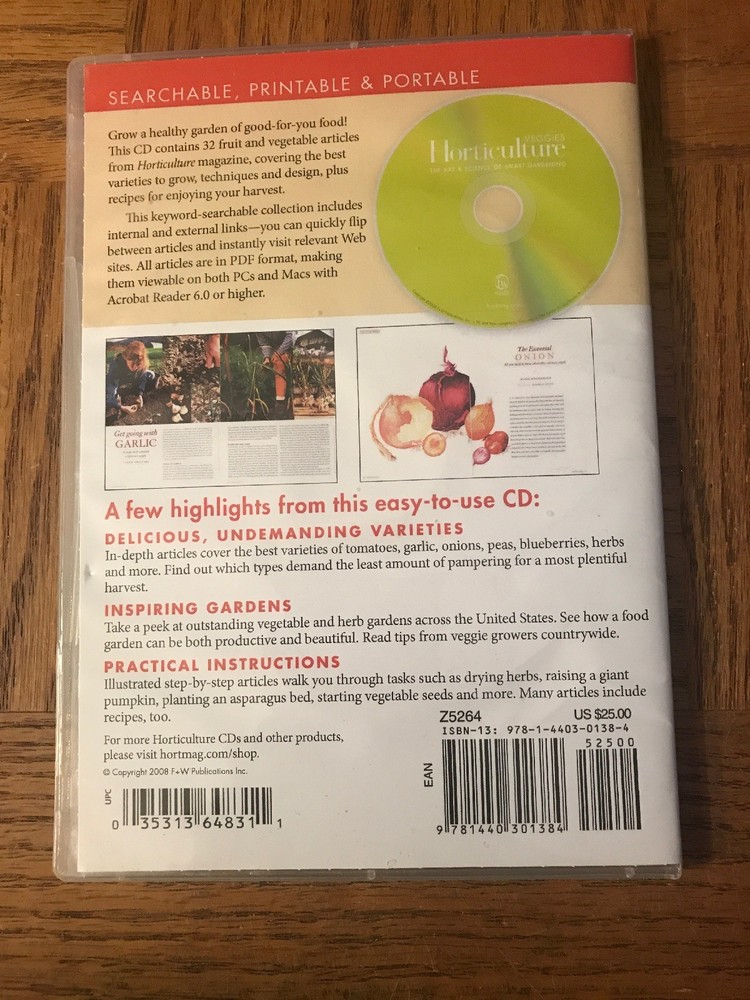 SEARCHABLE, PRINTABLE & PORTABLE
Grow a healthy garden of good-for-you food!
This CD contains 32 fruit and vegetable articles
from Horticulture magazine, covering the best
varieties to grow, techniques and design, plus
recipes for enjoying your harvest.
This keyword-searchable collection includes
internal and external links—you can quickly flip
between articles and instantly visit relevant Web
sites. All articles are in PDF format, making
them viewable on both PCs and Macs with
Acrobat Reader 6.0 or higher.
VEGGIES
Horticulture
THE ART & SCIENCE OF SMART GARDENING
Get going with
GARLIC
The Essential
ONION
A few highlights from this easy-to-use CD:
DELICIOUS, UNDEMANDING VARIETIES
In-depth articles cover the best varieties of tomatoes, garlic, onions, peas, blueberries, herbs
and more. Find out which types demand the least amount of pampering for a most plentiful
harvest.
INSPIRING GARDENS
Take a peek at outstanding vegetable and herb gardens across the United States. See how a food
garden can be both productive and beautiful. Read tips from veggie growers countrywide.
PRACTICAL INSTRUCTIONS
Illustrated step-by-step articles walk you through tasks such as drying herbs, raising a giant
pumpkin, planting an asparagus bed, starting vegetable seeds and more. Many articles include
recipes, too.
For more Horticulture CDs and other products,
please visit hortmag.com/shop.
© Copyright 2008 F+W Publications Inc.
UPC
0 35313 64831 1
Z5264 US $25.00
ISBN-13: 978-1-4403-0138-4
52500
EAN
9 781440 301384